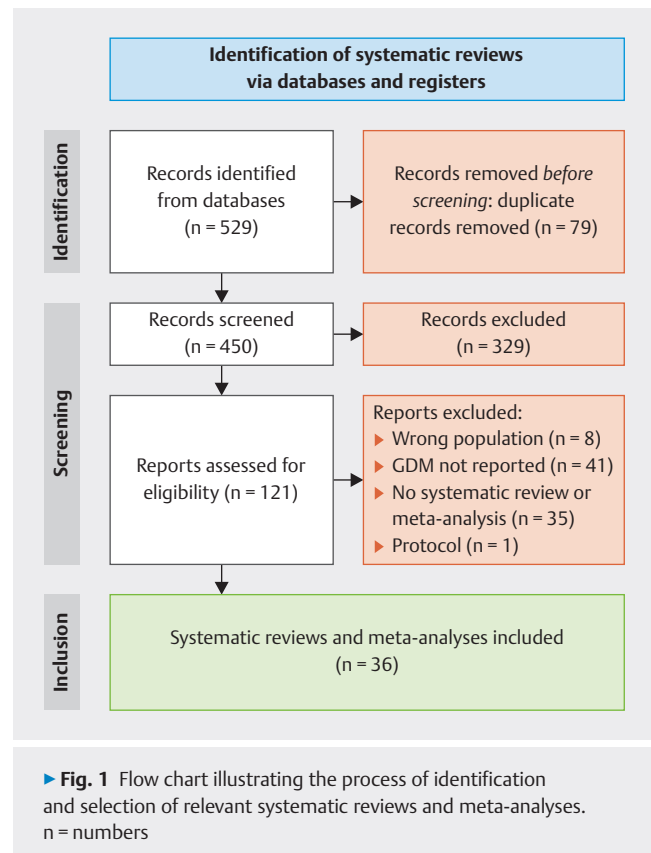 Identification of systematic reviews
via databases and registers
Identification
Records identified
from databases
(n = 529)
Records removed before
screening: duplicate
records removed (n = 79)
Screening
Records screened
(n = 450)
Records excluded
(n = 329)
Reports assessed for
eligibility (n = 121)
Reports excluded:
▶ Wrong population (n = 8)
▶ GDM not reported (n = 41)
▶ No systematic review or
meta-analysis (n = 35)
▶ Protocol (n = 1)
Inclusion
Systematic reviews and meta-analyses included
(n = 36)
▶ Fig. 1 Flow chart illustrating the process of identification
and selection of relevant systematic reviews and meta-analyses.
n = numbers